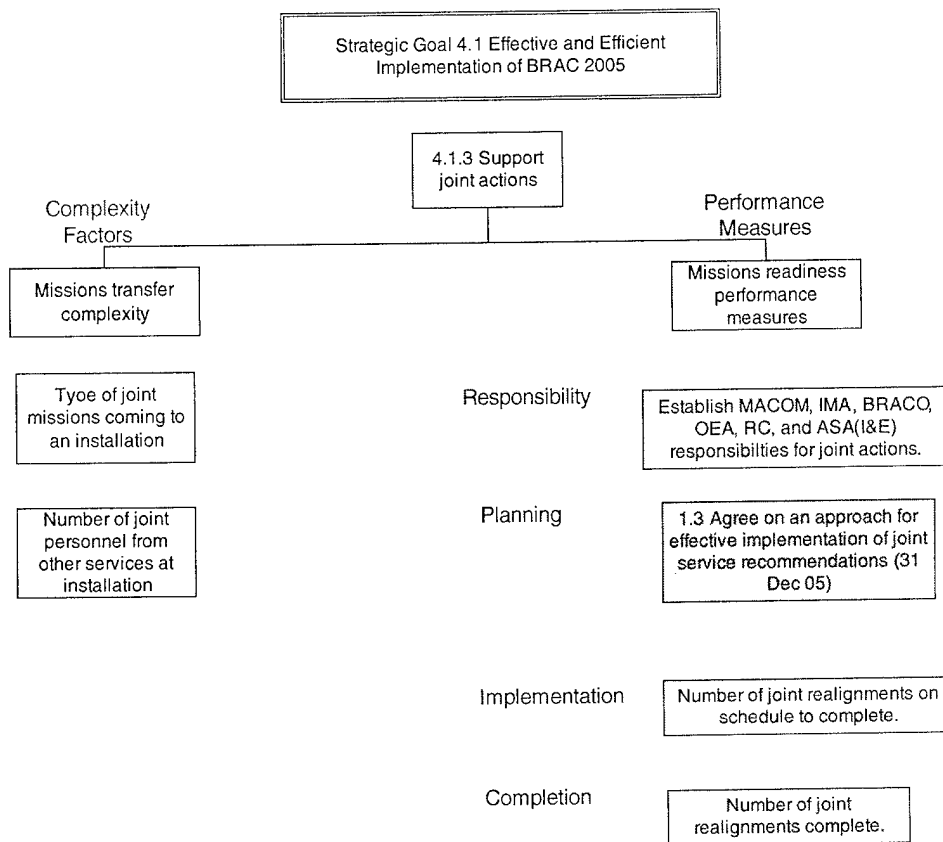 Strategic Goal 4.1 Effective and Efficient
Implementation of BRAC 2005
4.1.3 Support
joint actions
Complexity
Factors
Performance
Measures
Missions transfer
complexity
Missions readiness
performance
measures
Tyoe of joint
missions coming to
an installation
Responsibility
Establish MACOM, IMA, BRACO,
OEA, RC, and ASA(I&E)
responsibilties for joint actions.
Number of joint
personnel from
other services at
installation
Planning
1.3 Agree on an approach for
effective implementation of joint
service recommendations (31
Dec 05)
Implementation
Number of joint realignments on
schedule to complete.
Completion
Number of joint
realignments complete.